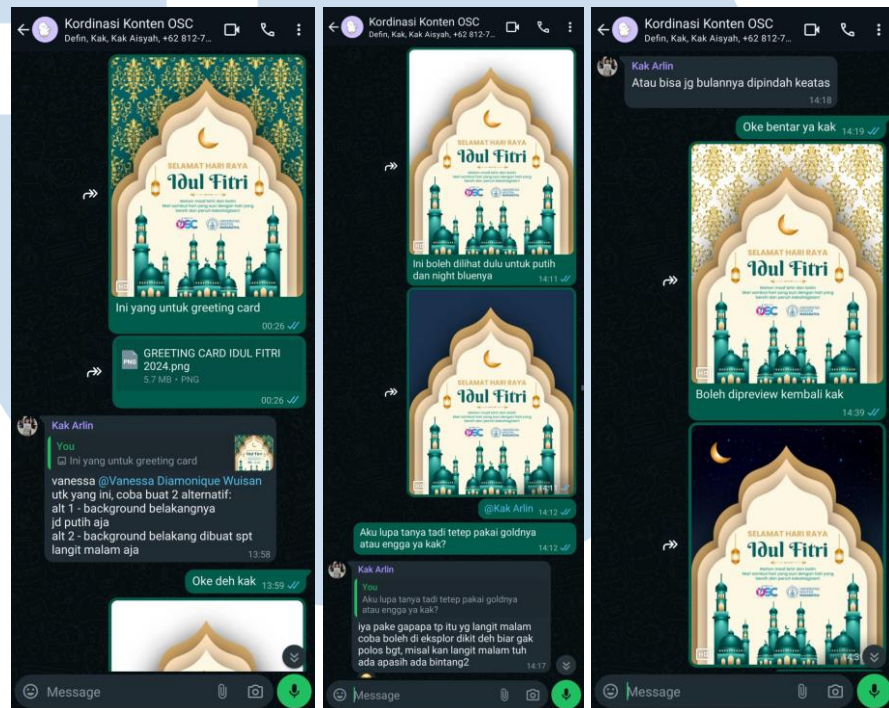 Kordinasi Konten OSC
Defin, Kak, Kak Aisyah, +62 812-7...
HD
SELAMAT HARI RAYA
Idul Fitri
OSC
Ini yang untuk greeting card
00:26
PNG
GREETING CARD IDUL FITRI
2024.png
5.7 MB • PNG
00:26
Kak Arlin
You
Ini yang untuk greeting card
vanessa @Vanessa Diamonique Wuisan
utk yang ini, coba buat 2 alternatif:
alt 1 - background belakangnya
jd putih aja
alt 2 - background belakang dibuat spt
langit malam aja
13:58
Oke deh kak 13:59
Message
Kordinasi Konten OSC
Defin, Kak, Kak Aisyah, +62 812-7...
SELAMAT HARI RAYA
Idul Fitri
OSC
HD
Ini boleh dilihat dulu untuk putih
dan night bluenya
14:11
SELAMAT HARI RAYA
Idul Fitri
OSC
HD
@Kak Arlin 14:12
Aku lupa tanya tadi tetep pakai goldnya
atau engga ya kak?
14:12
Kak Arlin
You
Aku lupa tanya tadi tetep pakai goldnya
atau engga ya kak?
iya pake gapapa tp itu yg langit malam
coba boleh di eksplor dikit deh biar gak
polos bgt, misal kan langit malam tuh
ada apasih ada bintang2
14:17
Message
Kordinasi Konten OSC
Defin, Kak, Kak Aisyah, +62 812-7...
Kak Arlin
Atau bisa jg bulannya dipindah keatas
14:18
Oke bentar ya kak 14:19
SELAMAT HARI RAYA
Idul Fitri
OSC
HD
Boleh dipreview kembali kak
14:39
SELAMAT HARI RAYA
Idul Fitri
OSC
HD
Message